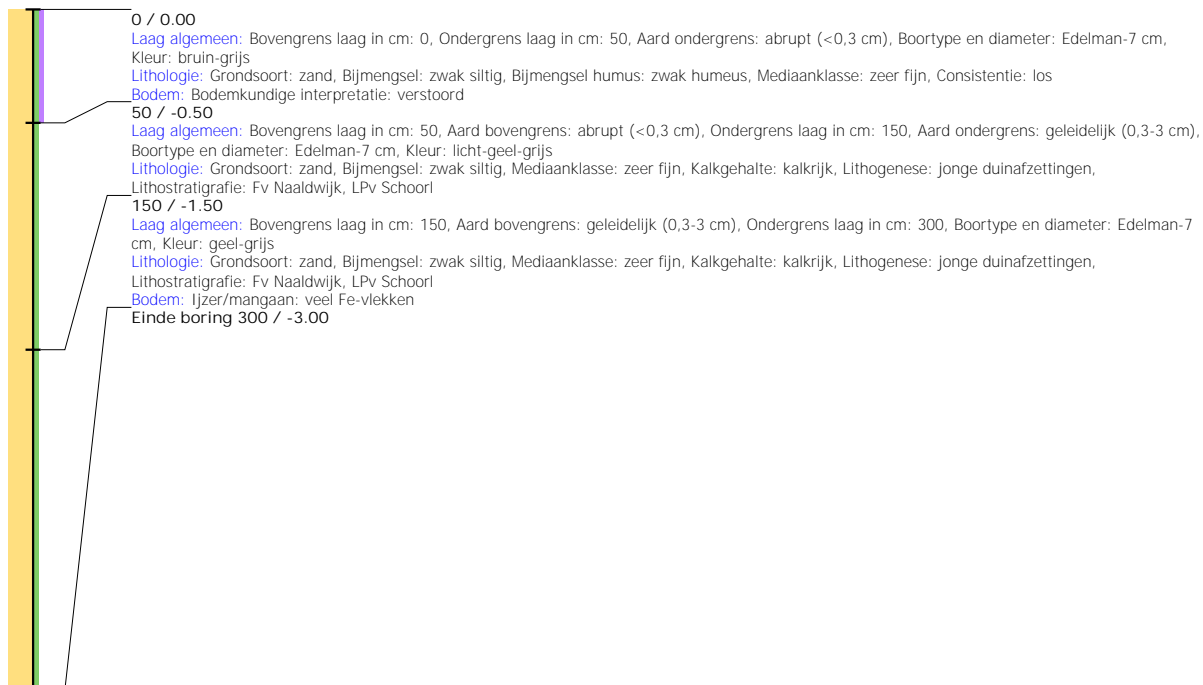 0 / 0.00
Laag algemeen: Bovengrens laag in cm: 0, Ondergrens laag in cm: 50, Aard ondergrens: abrupt (<0,3 cm), Boortype en diameter: Edelman-7 cm,
Kleur: bruin-grijs
Lithologie: Grondsoort: zand, Bijmengsel: zwak siltig, Bijmengsel humus: zwak humeus, Mediaanklasse: zeer fijn, Consistentie: los
Bodem: Bodemkundige interpretatie: verstoord
50 / -0.50
Laag algemeen: Bovengrens laag in cm: 50, Aard bovengrens: abrupt (<0,3 cm), Ondergrens laag in cm: 150, Aard ondergrens: geleidelijk (0,3-3 cm),
Boortype en diameter: Edelman-7 cm, Kleur: licht-geel-grijs
Lithologie: Grondsoort: zand, Bijmengsel: zwak siltig, Mediaanklasse: zeer fijn, Kalkgehalte: kalkrijk, Lithogenese: jonge duinafzettingen,
Lithostratigrafie: Fv Naaldwijk, LPv Schoorl
150 / -1.50
Laag algemeen: Bovengrens laag in cm: 150, Aard bovengrens: geleidelijk (0,3-3 cm), Ondergrens laag in cm: 300, Boortype en diameter: Edelman-7
cm, Kleur: geel-grijs
Lithologie: Grondsoort: zand, Bijmengsel: zwak siltig, Mediaanklasse: zeer fijn, Kalkgehalte: kalkrijk, Lithogenese: jonge duinafzettingen,
Lithostratigrafie: Fv Naaldwijk, LPv Schoorl
Bodem: Ijzer/mangaan: veel Fe-vlekken
Einde boring 300 / -3.00